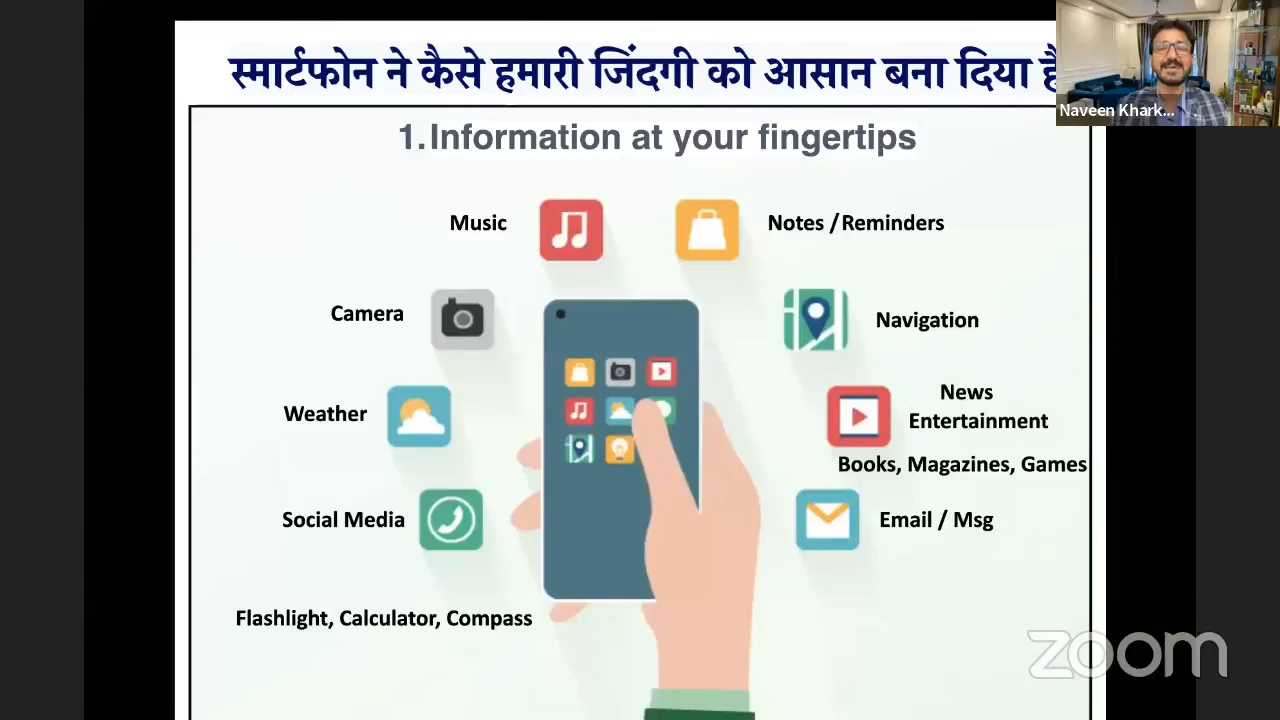 स्मार्टफोन ने कैसे हमारी जिंदगी को आसान बना दिया है
Naveen Khark...
1. Information at your fingertips
Music
Notes / Reminders
Camera
Navigation
News
Entertainment
Weather
Books, Magazines, Games
Social Media
Email / Msg
Flashlight, Calculator, Compass
zoom